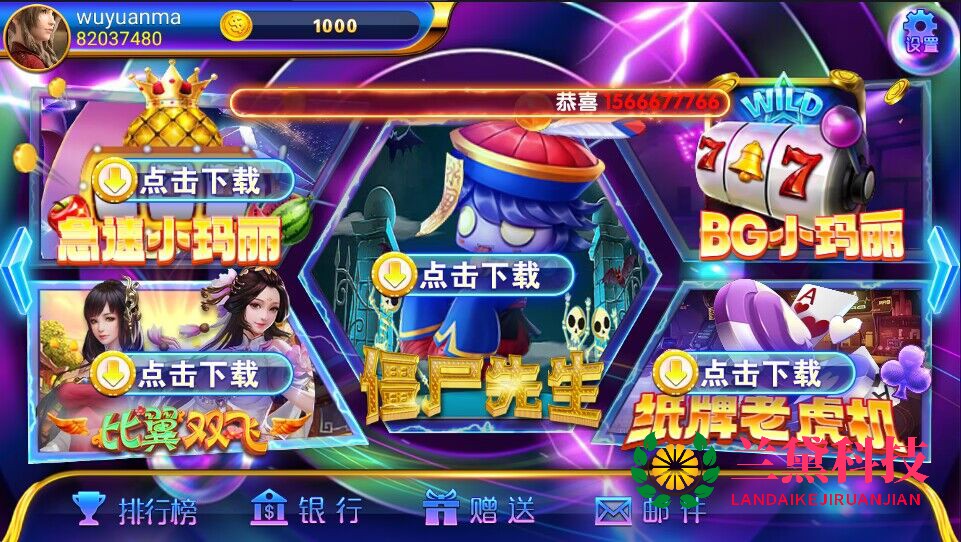 wuyuanma
82037480
1000
设置
恭喜 1566677766
WILD
7 7
点击下载
急速小玛丽
BG小玛丽
点击下载
僵尸先生
点击下载
比翼双飞
A
点击下载
纸牌老虎机
兰黛科技
LANDAIKEJIRUANJIAN
排行榜
银行
赠送
邮件